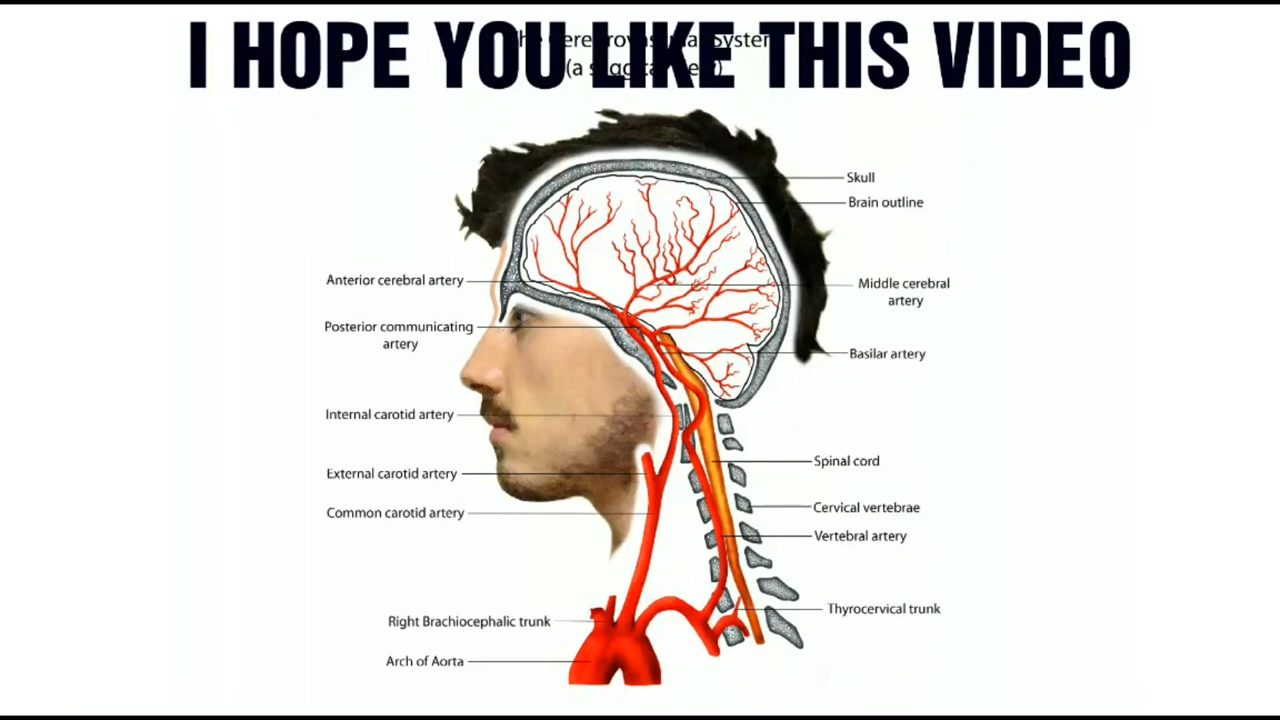 I HOPE YOU LIKE THIS VIDEO
(a
Skull
Brain outline
Anterior cerebral artery
Middle cerebral
artery
Posterior communicating
artery
Basilar artery
Internal carotid artery
Spinal cord
External carotid artery
Cervical vertebrae
Common carotid artery
Vertebral artery
Thyrocervical trunk
Right Brachiocephalic trunk
Arch of Aorta